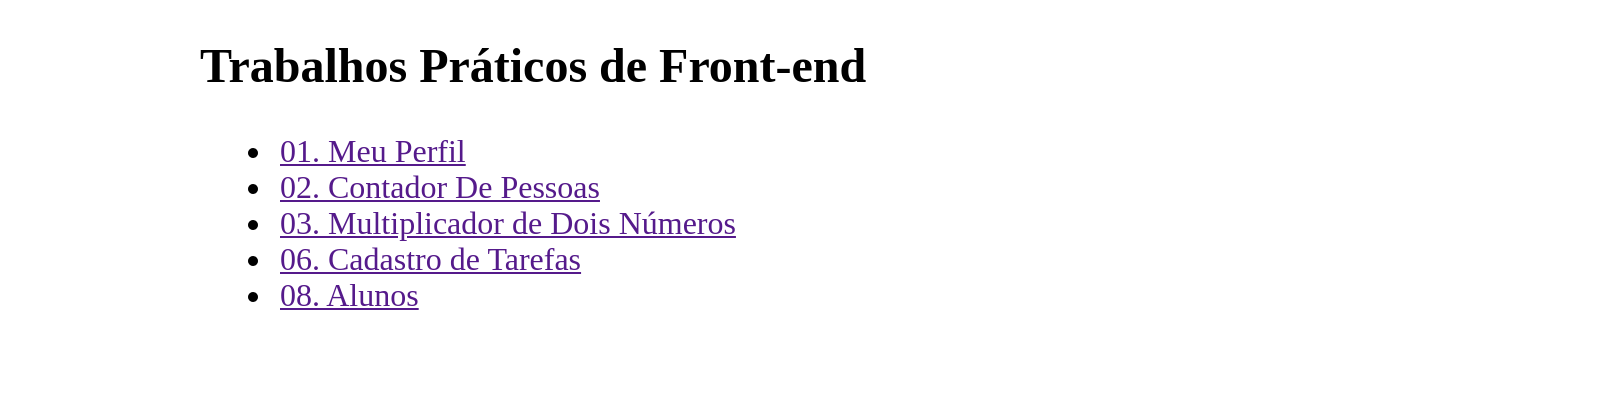 Trabalhos Práticos de Front-end
01. Meu Perfil
02. Contador De Pessoas
03. Multiplicador de Dois Números
06. Cadastro de Tarefas
08. Alunos